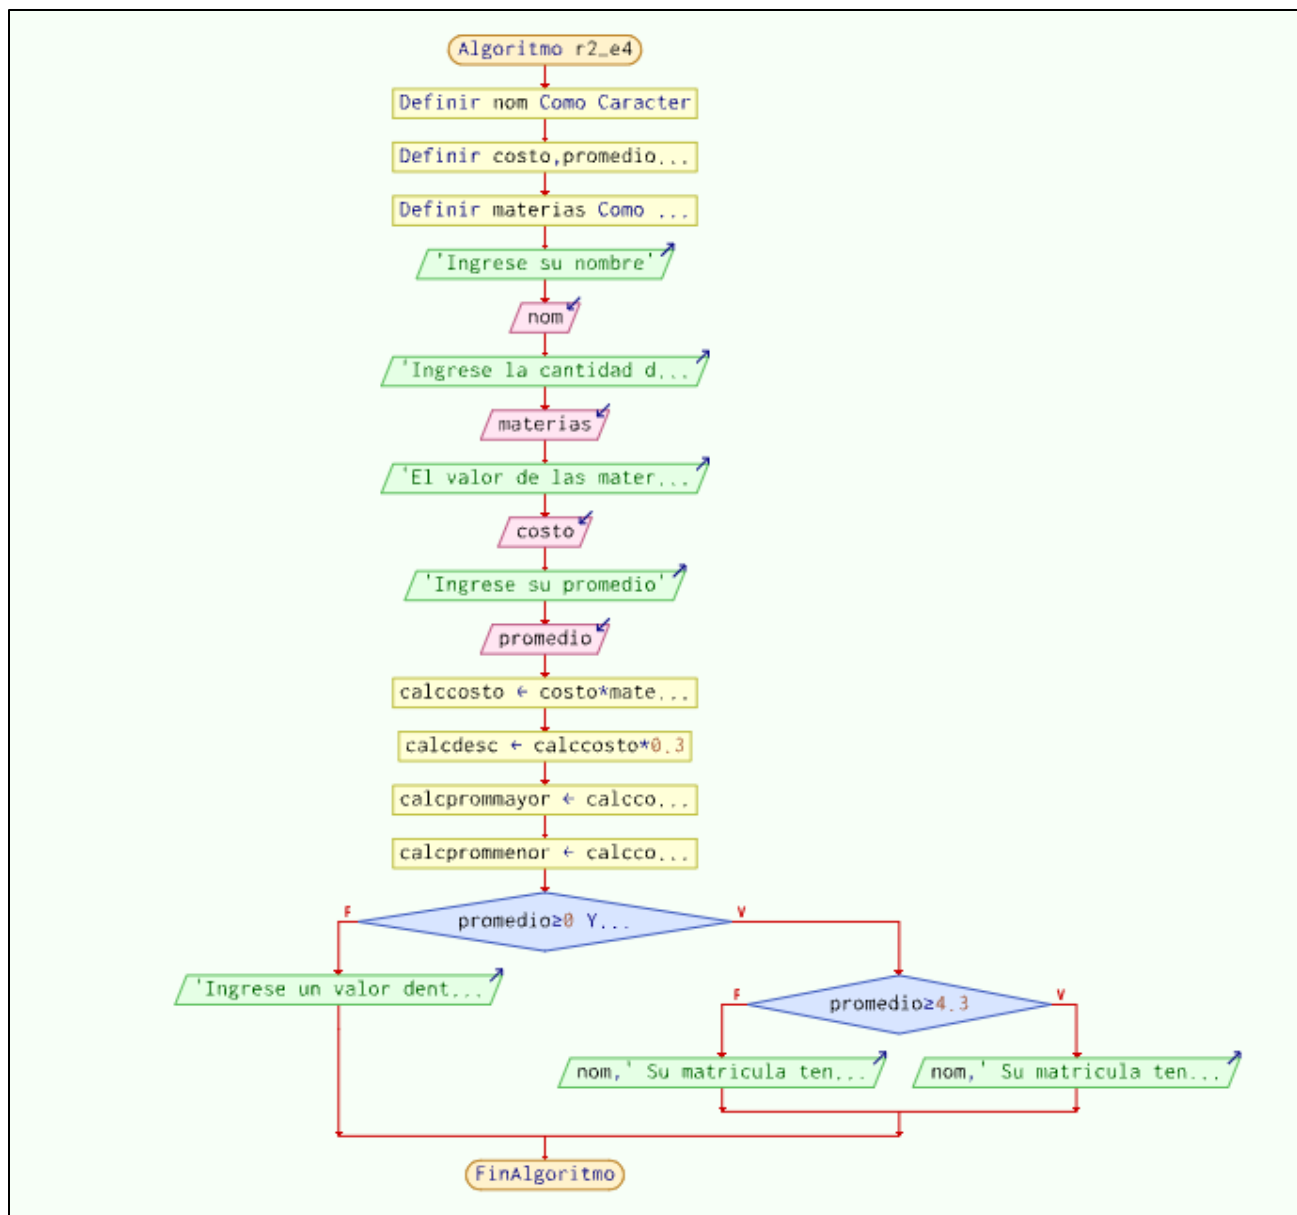 Algoritmo r2_e4
Definir nom Como Caracter
Definir costo,promedio...
Definir materias Como ...
'Ingrese su nombre'
nom
'Ingrese la cantidad d...
materias
'El valor de las mater...
costo
'Ingrese su promedio'
promedio
calccosto ← costo*mate...
calcdesc ← calccosto*0.3
calcprommayor ← calcco...
calcprommenor ← calcco...
F
promedio≥0 Y...
V
'Ingrese un valor dent...
F
promedio≥4.3
V
nom,' Su matricula ten...
nom,' Su matricula ten...
FinAlgoritmo